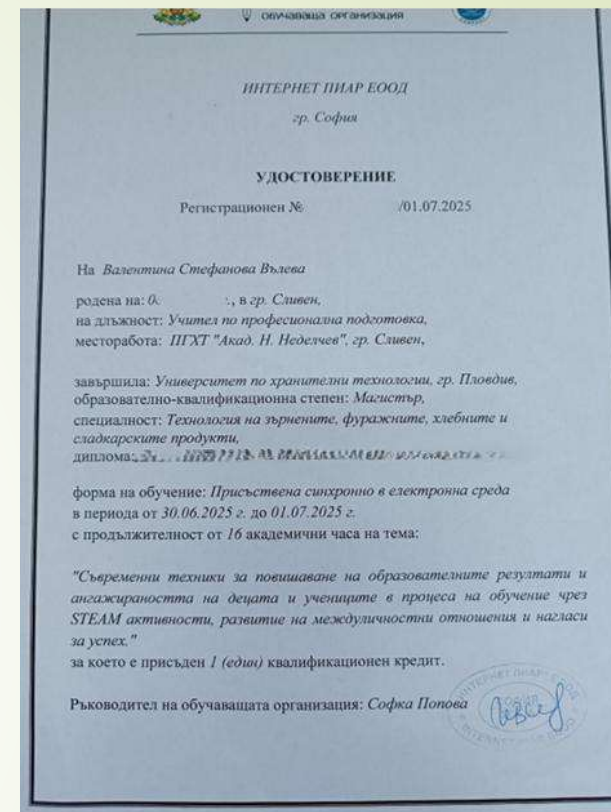 обучаваща организация
ИНТЕРНЕТ ПИАР ЕООД
гр. София
УДОСТОВЕРЕНИЕ
Регистрационен № /01.07.2025
На Валентина Стефанова Вълева
родена на: 0. ., в гр. Сливен,
на длъжност: Учител по професионална подготовка,
месторабота: ПГХТ "Акад. Н. Неделчев", гр. Сливен,
завършила: Университет по хранителни технологии, гр. Пловдив,
образователно-квалификационна степен: Магистър,
специалност: Технология на зърнените, фуражните, хлебните и
сладкарските продукти,
диплома:
форма на обучение: Присъствена синхронно в електронна среда
в периода от 30.06.2025 г. до 01.07.2025 г.
с продължителност от 16 академични часа на тема:
"Съвременни техники за повишаване на образователните резултати и
ангажираността на децата и учениците в процеса на обучение чрез
STEAM активности, развитие на междуличностни отношения и нагласи
за успех."
за което е присъден 1 (един) квалификационен кредит.
Ръководител на обучаващата организация: Софка Попова